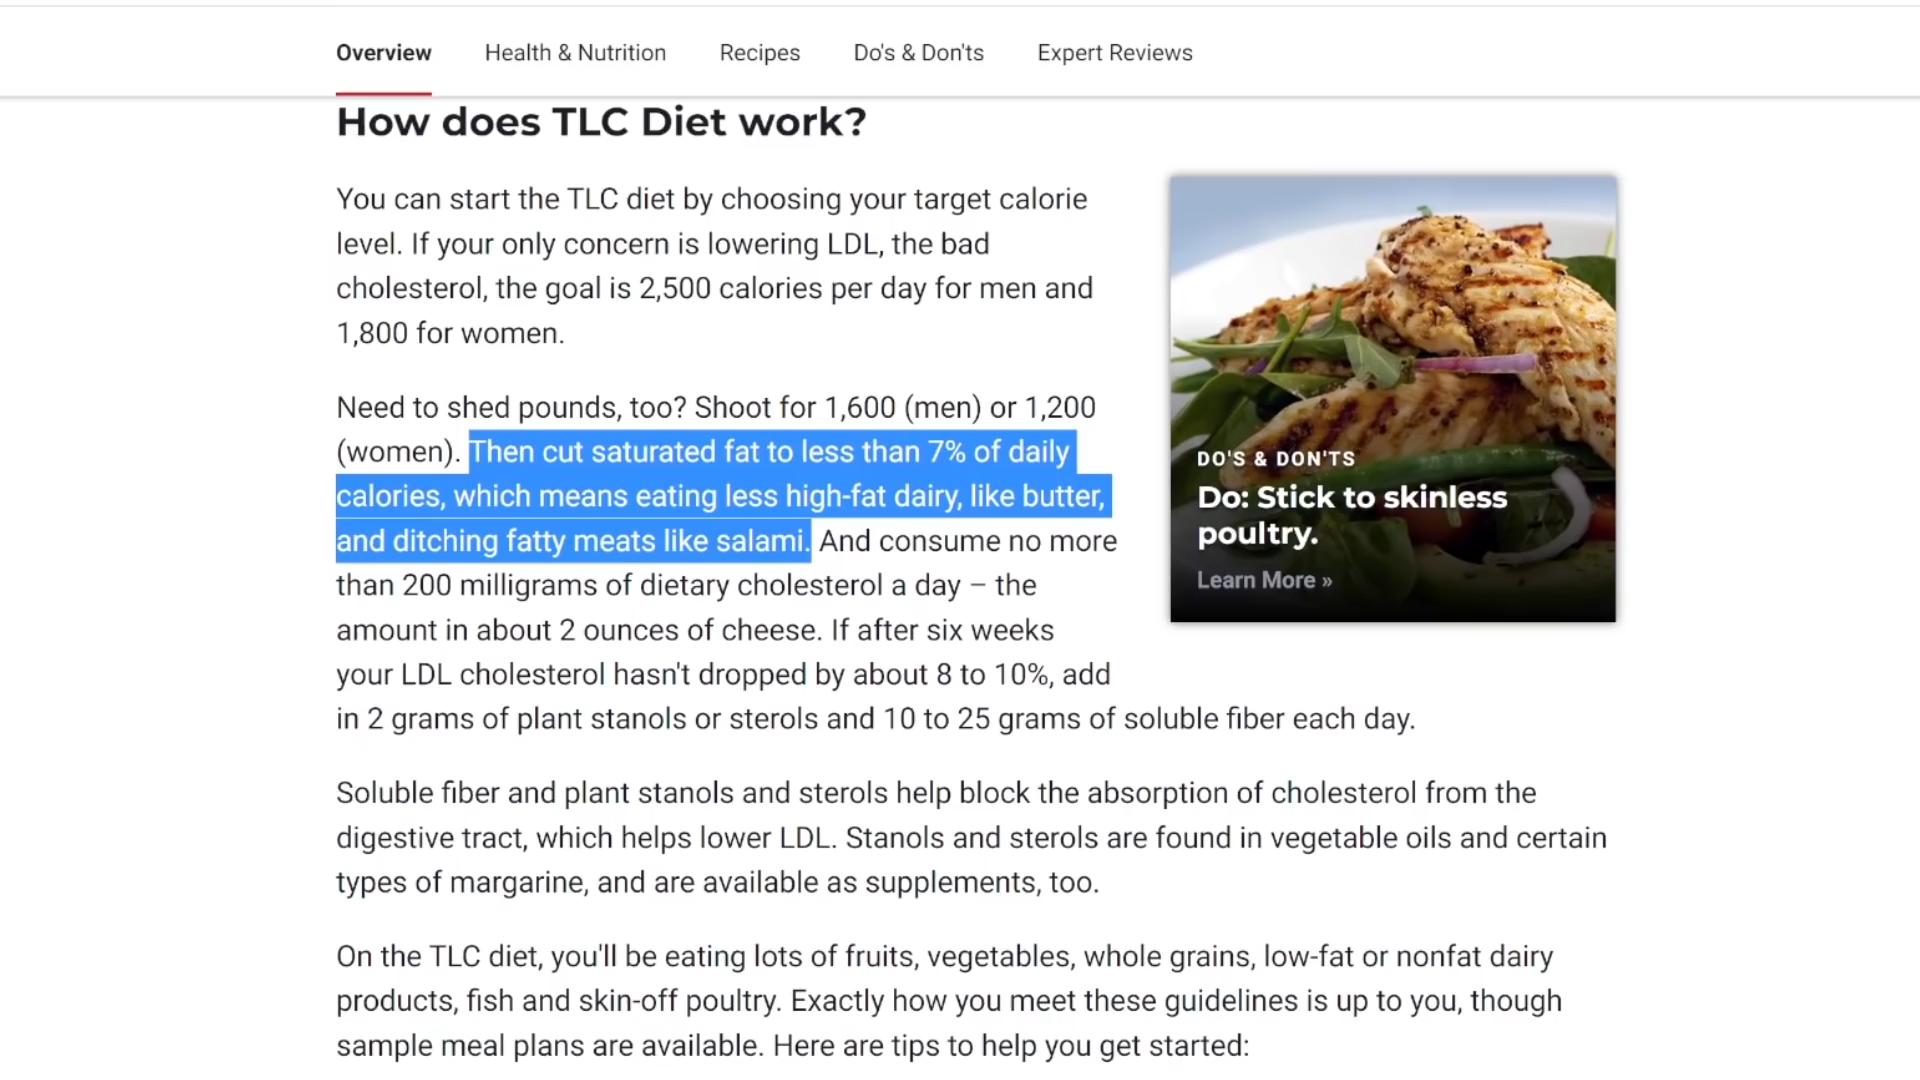 Overview Health & Nutrition Recipes Do's & Don'ts Expert Reviews
How does TLC Diet work?
You can start the TLC diet by choosing your target calorie
level. If your only concern is lowering LDL, the bad
cholesterol, the goal is 2,500 calories per day for men and
1,800 for women.
Need to shed pounds, too? Shoot for 1,600 (men) or 1,200
(women). Then cut saturated fat to less than 7% of daily
calories, which means eating less high-fat dairy, like butter,
and ditching fatty meats like salami. And consume no more
than 200 milligrams of dietary cholesterol a day – the
amount in about 2 ounces of cheese. If after six weeks
your LDL cholesterol hasn't dropped by about 8 to 10%, add
in 2 grams of plant stanols or sterols and 10 to 25 grams of soluble fiber each day.
DO'S & DON'TS
Do: Stick to skinless
poultry.
Learn More »
Soluble fiber and plant stanols and sterols help block the absorption of cholesterol from the
digestive tract, which helps lower LDL. Stanols and sterols are found in vegetable oils and certain
types of margarine, and are available as supplements, too.
On the TLC diet, you'll be eating lots of fruits, vegetables, whole grains, low-fat or nonfat dairy
products, fish and skin-off poultry. Exactly how you meet these guidelines is up to you, though
sample meal plans are available. Here are tips to help you get started: